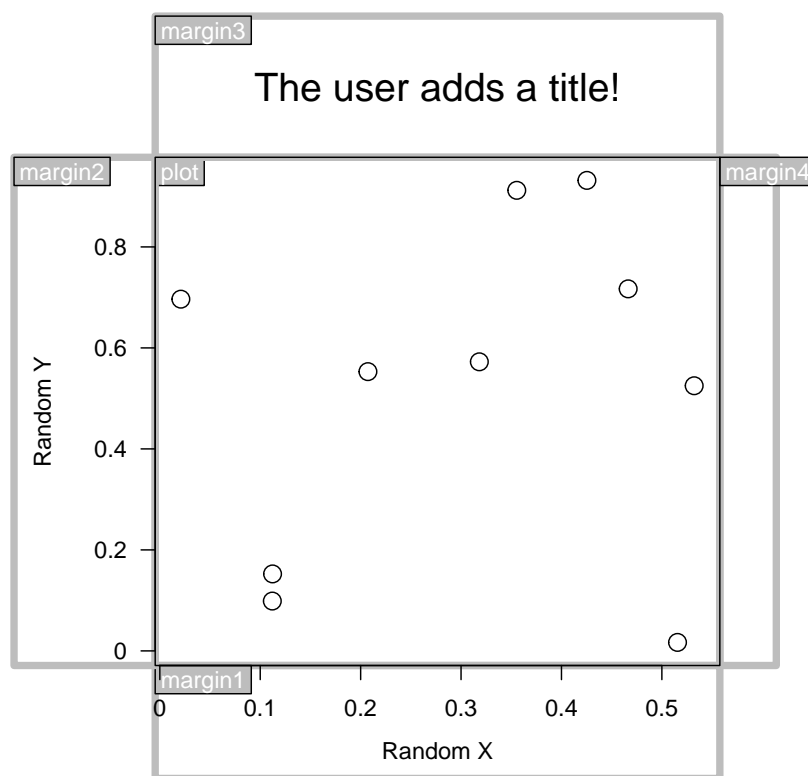 margin3
The user adds a title!
margin2
plot
margin4
0.8
0.6
0.4
0.2
0
Random Y
margin1
0 0.1 0.2 0.3 0.4 0.5
Random X